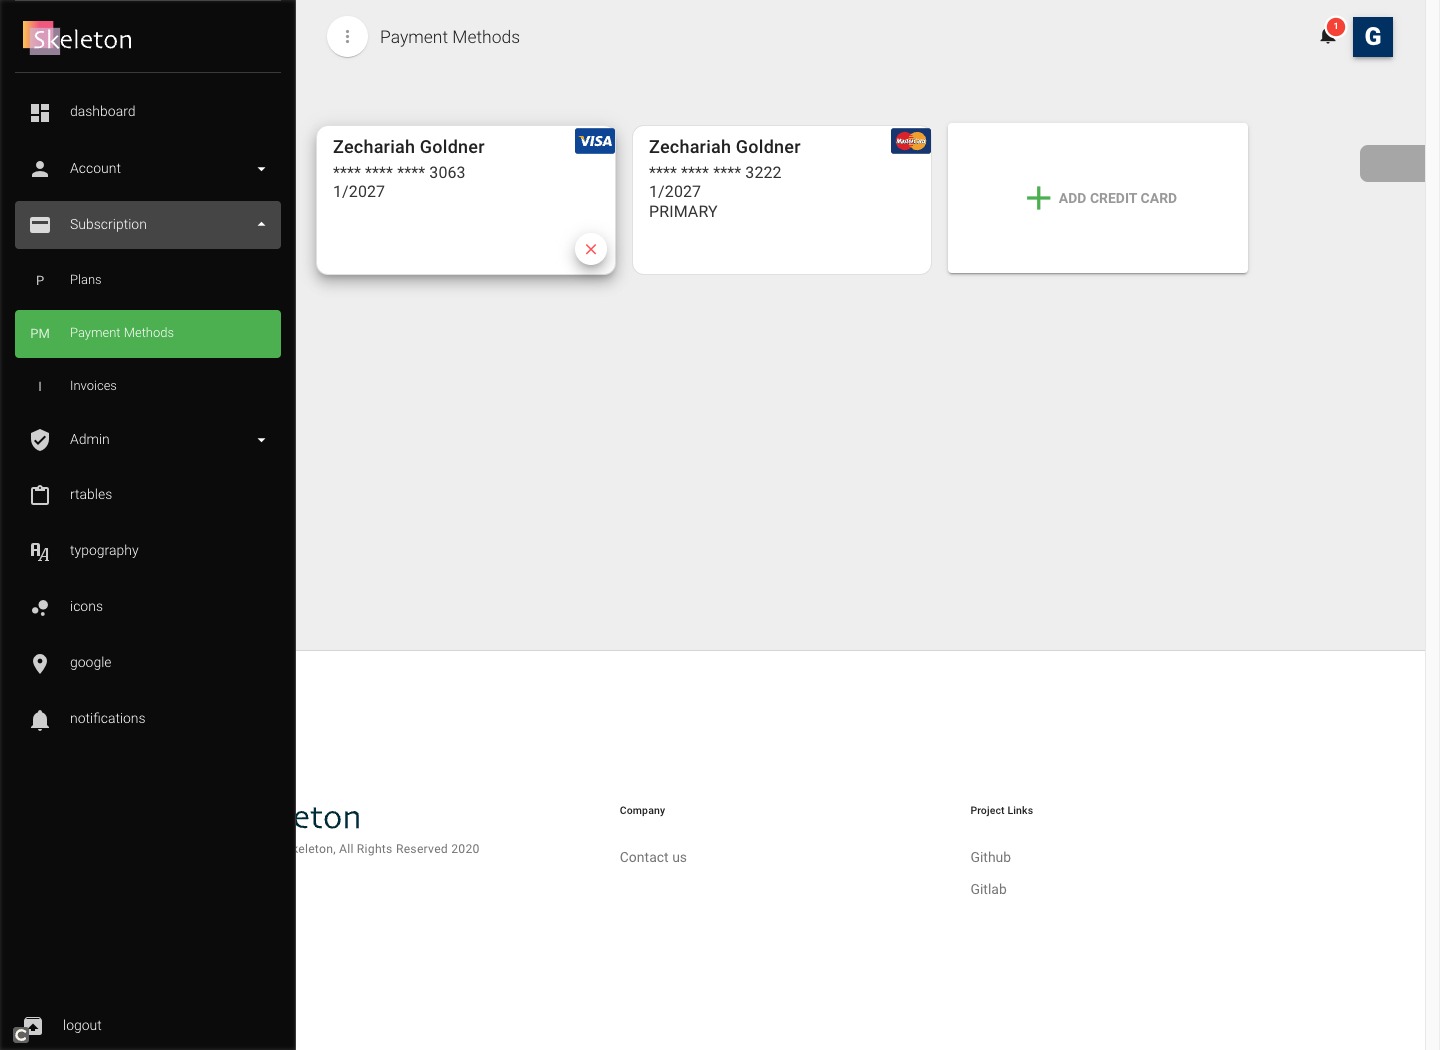 Skeleton
dashboard
Account
Subscription
P Plans
PM Payment Methods
I Invoices
Admin
rtables
typography
icons
google
notifications
logout
C
Payment Methods
1
G
Zechariah Goldner
VISA
**** **** **** 3063
1/2027
Zechariah Goldner
MasterCard
**** **** **** 3222
1/2027
PRIMARY
ADD CREDIT CARD
eton
keleton, All Rights Reserved 2020
Company
Contact us
Project Links
Github
Gitlab